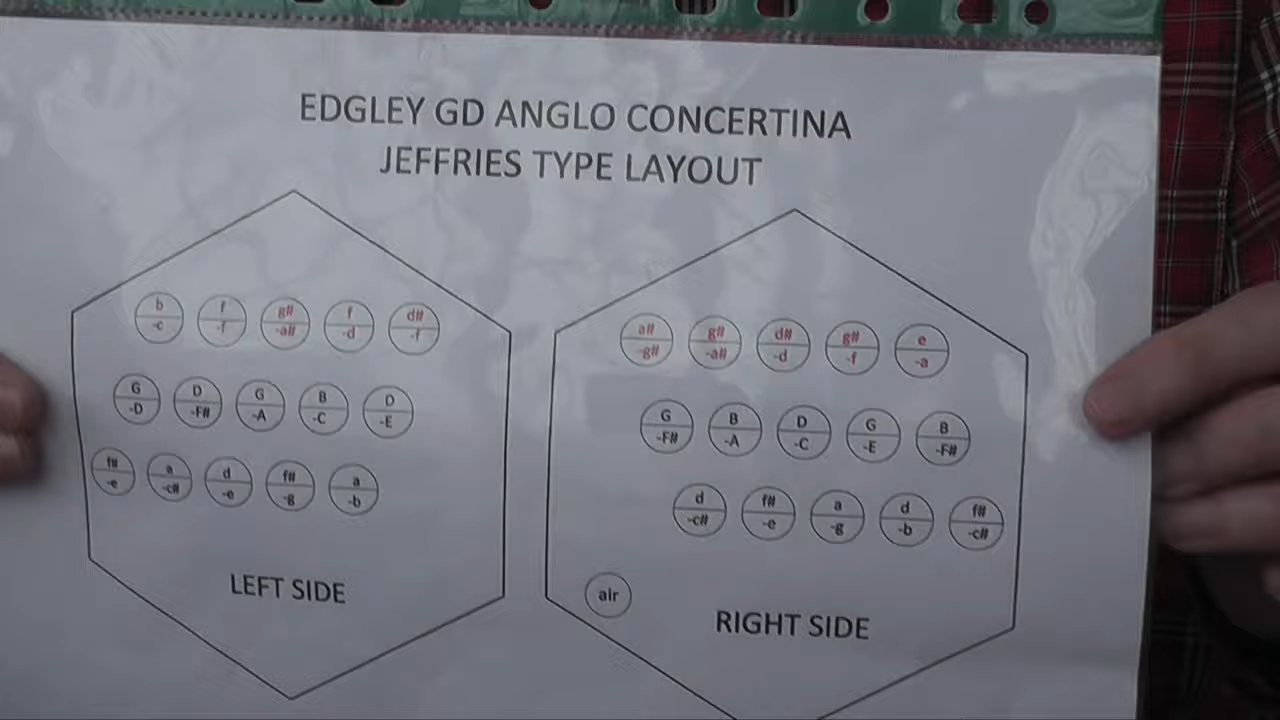 EDGLEY GD ANGLO CONCERTINA
JEFFRIES TYPE LAYOUT
b f g# f d#
-c -f -a# -d -f
G D G B D
-D -F# -A -C -E
f# a d f# a
-e -c# -e -g -b
LEFT SIDE
a# g# d# g# e
-g# -a# -d -f -a
G B D G B
-F# -A -C -E -F#
d f# a d f#
-c# -e -g -b -c#
air
RIGHT SIDE